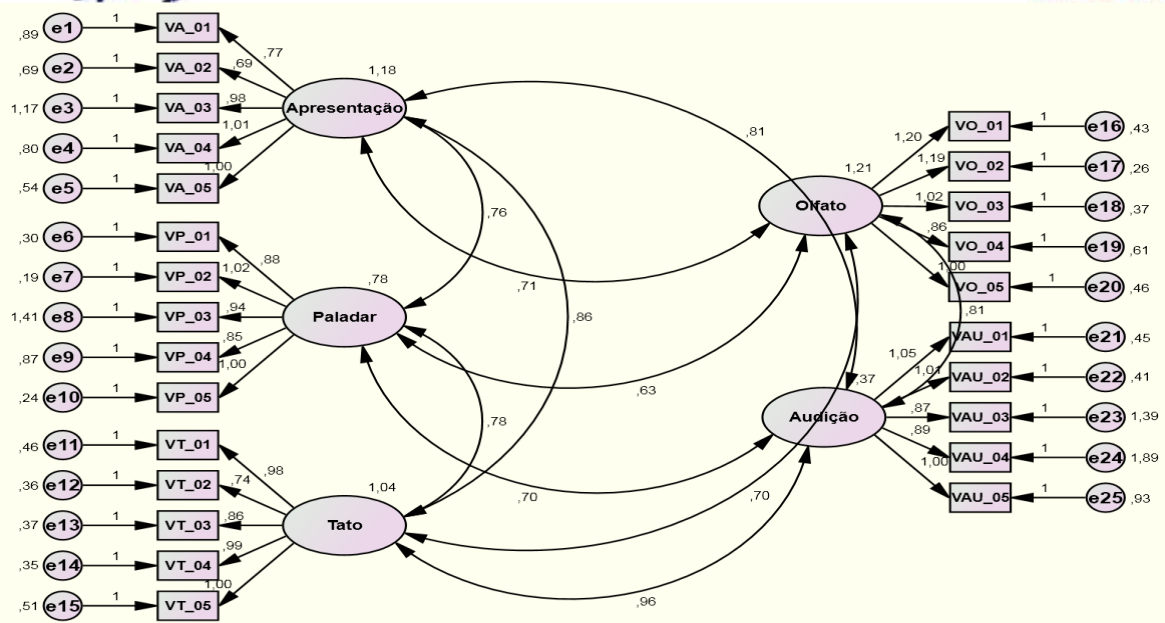 ,89 e1 1 VA_01 ,77
,69 e2 1 VA_02 ,69
1,17 e3 1 VA_03 ,98
,80 e4 1 VA_04 1,01
,54 e5 1 VA_05 1,00
1,18
Apresentação
,30 e6 1 VP_01 ,88
,19 e7 1 VP_02 1,02
1,41 e8 1 VP_03 ,94
,87 e9 1 VP_04 ,85
,24 e10 1 VP_05 1,00
,78
Paladar
,46 e11 1 VT_01 ,98
,36 e12 1 VT_02 ,74
,37 e13 1 VT_03 ,86
,35 e14 1 VT_04 ,99
,51 e15 1 VT_05 1,00
1,04
Tato
,76
,71
,86
,81
,63
,78
,70
,70
,96
,37
,81
1,21
Olfato
1,20 VO_01 1 e16 ,43
1,19 VO_02 1 e17 ,26
1,02 VO_03 1 e18 ,37
,86 VO_04 1 e19 ,61
1,00 VO_05 1 e20 ,46
Audição
1,05 VAU_01 1 e21 ,45
1,01 VAU_02 1 e22 ,41
,87 VAU_03 1 e23 1,39
,89 VAU_04 1 e24 1,89
1,00 VAU_05 1 e25 ,93